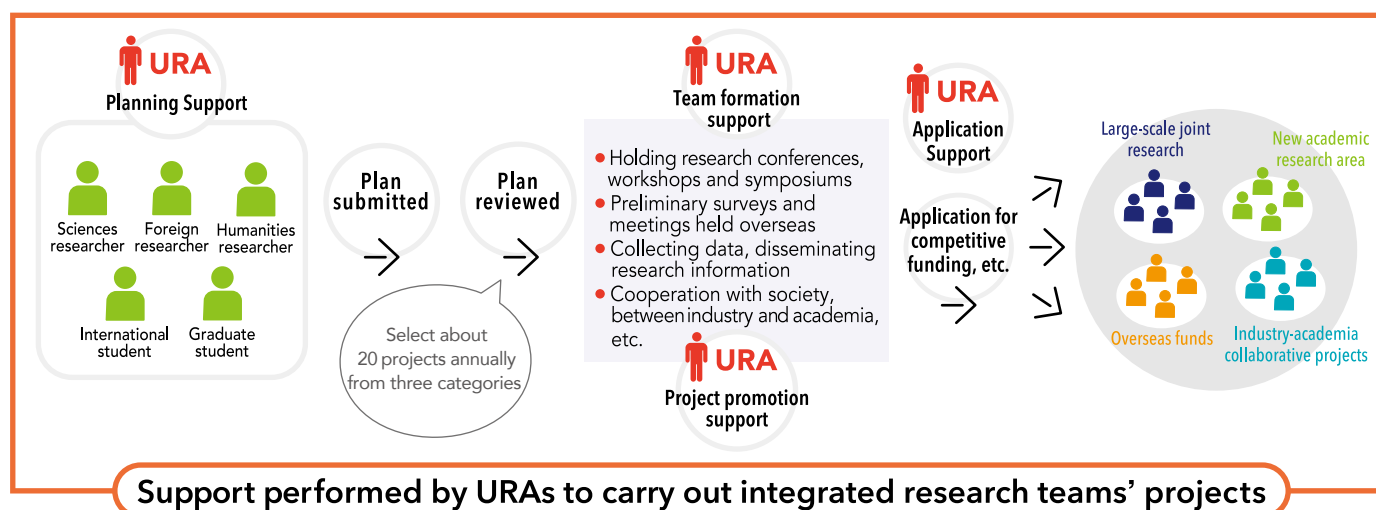 URA
Planning Support
Sciences
researcher
Foreign
researcher
Humanities
researcher
International
student
Graduate
student
Plan
submitted
Plan
reviewed
Select about
20 projects annually
from three categories
URA
Team formation
support
• Holding research conferences,
workshops and symposiums
• Preliminary surveys and
meetings held overseas
• Collecting data, disseminating
research information
• Cooperation with society,
between industry and academia,
etc.
URA
Project promotion
support
URA
Application
Support
Application for
competitive
funding, etc.
Large-scale joint
research
New academic
research area
Overseas funds
Industry-academia
collaborative projects
Support performed by URAs to carry out integrated research teams’ projects